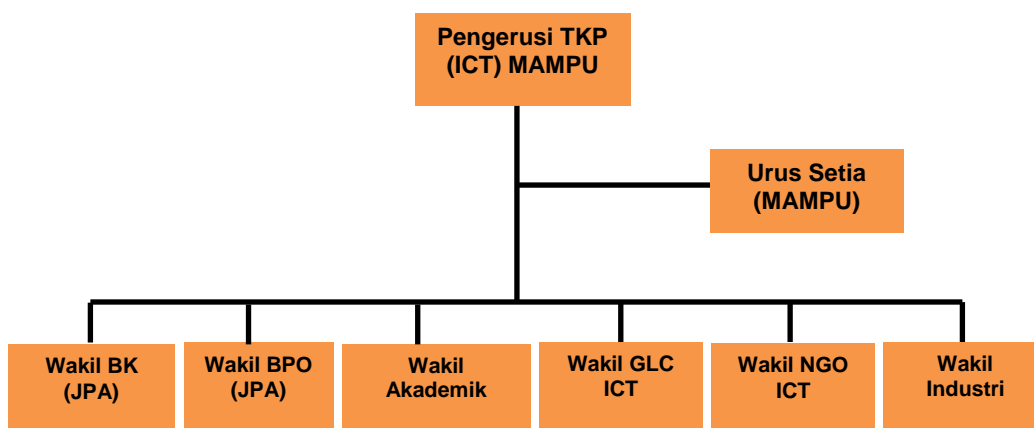 Pengerusi TKP
(ICT) MAMPU
Urus Setia
(MAMPU)
Wakil BK
(JPA)
Wakil BPO
(JPA)
Wakil
Akademik
Wakil GLC
ICT
Wakil NGO
ICT
Wakil
Industri